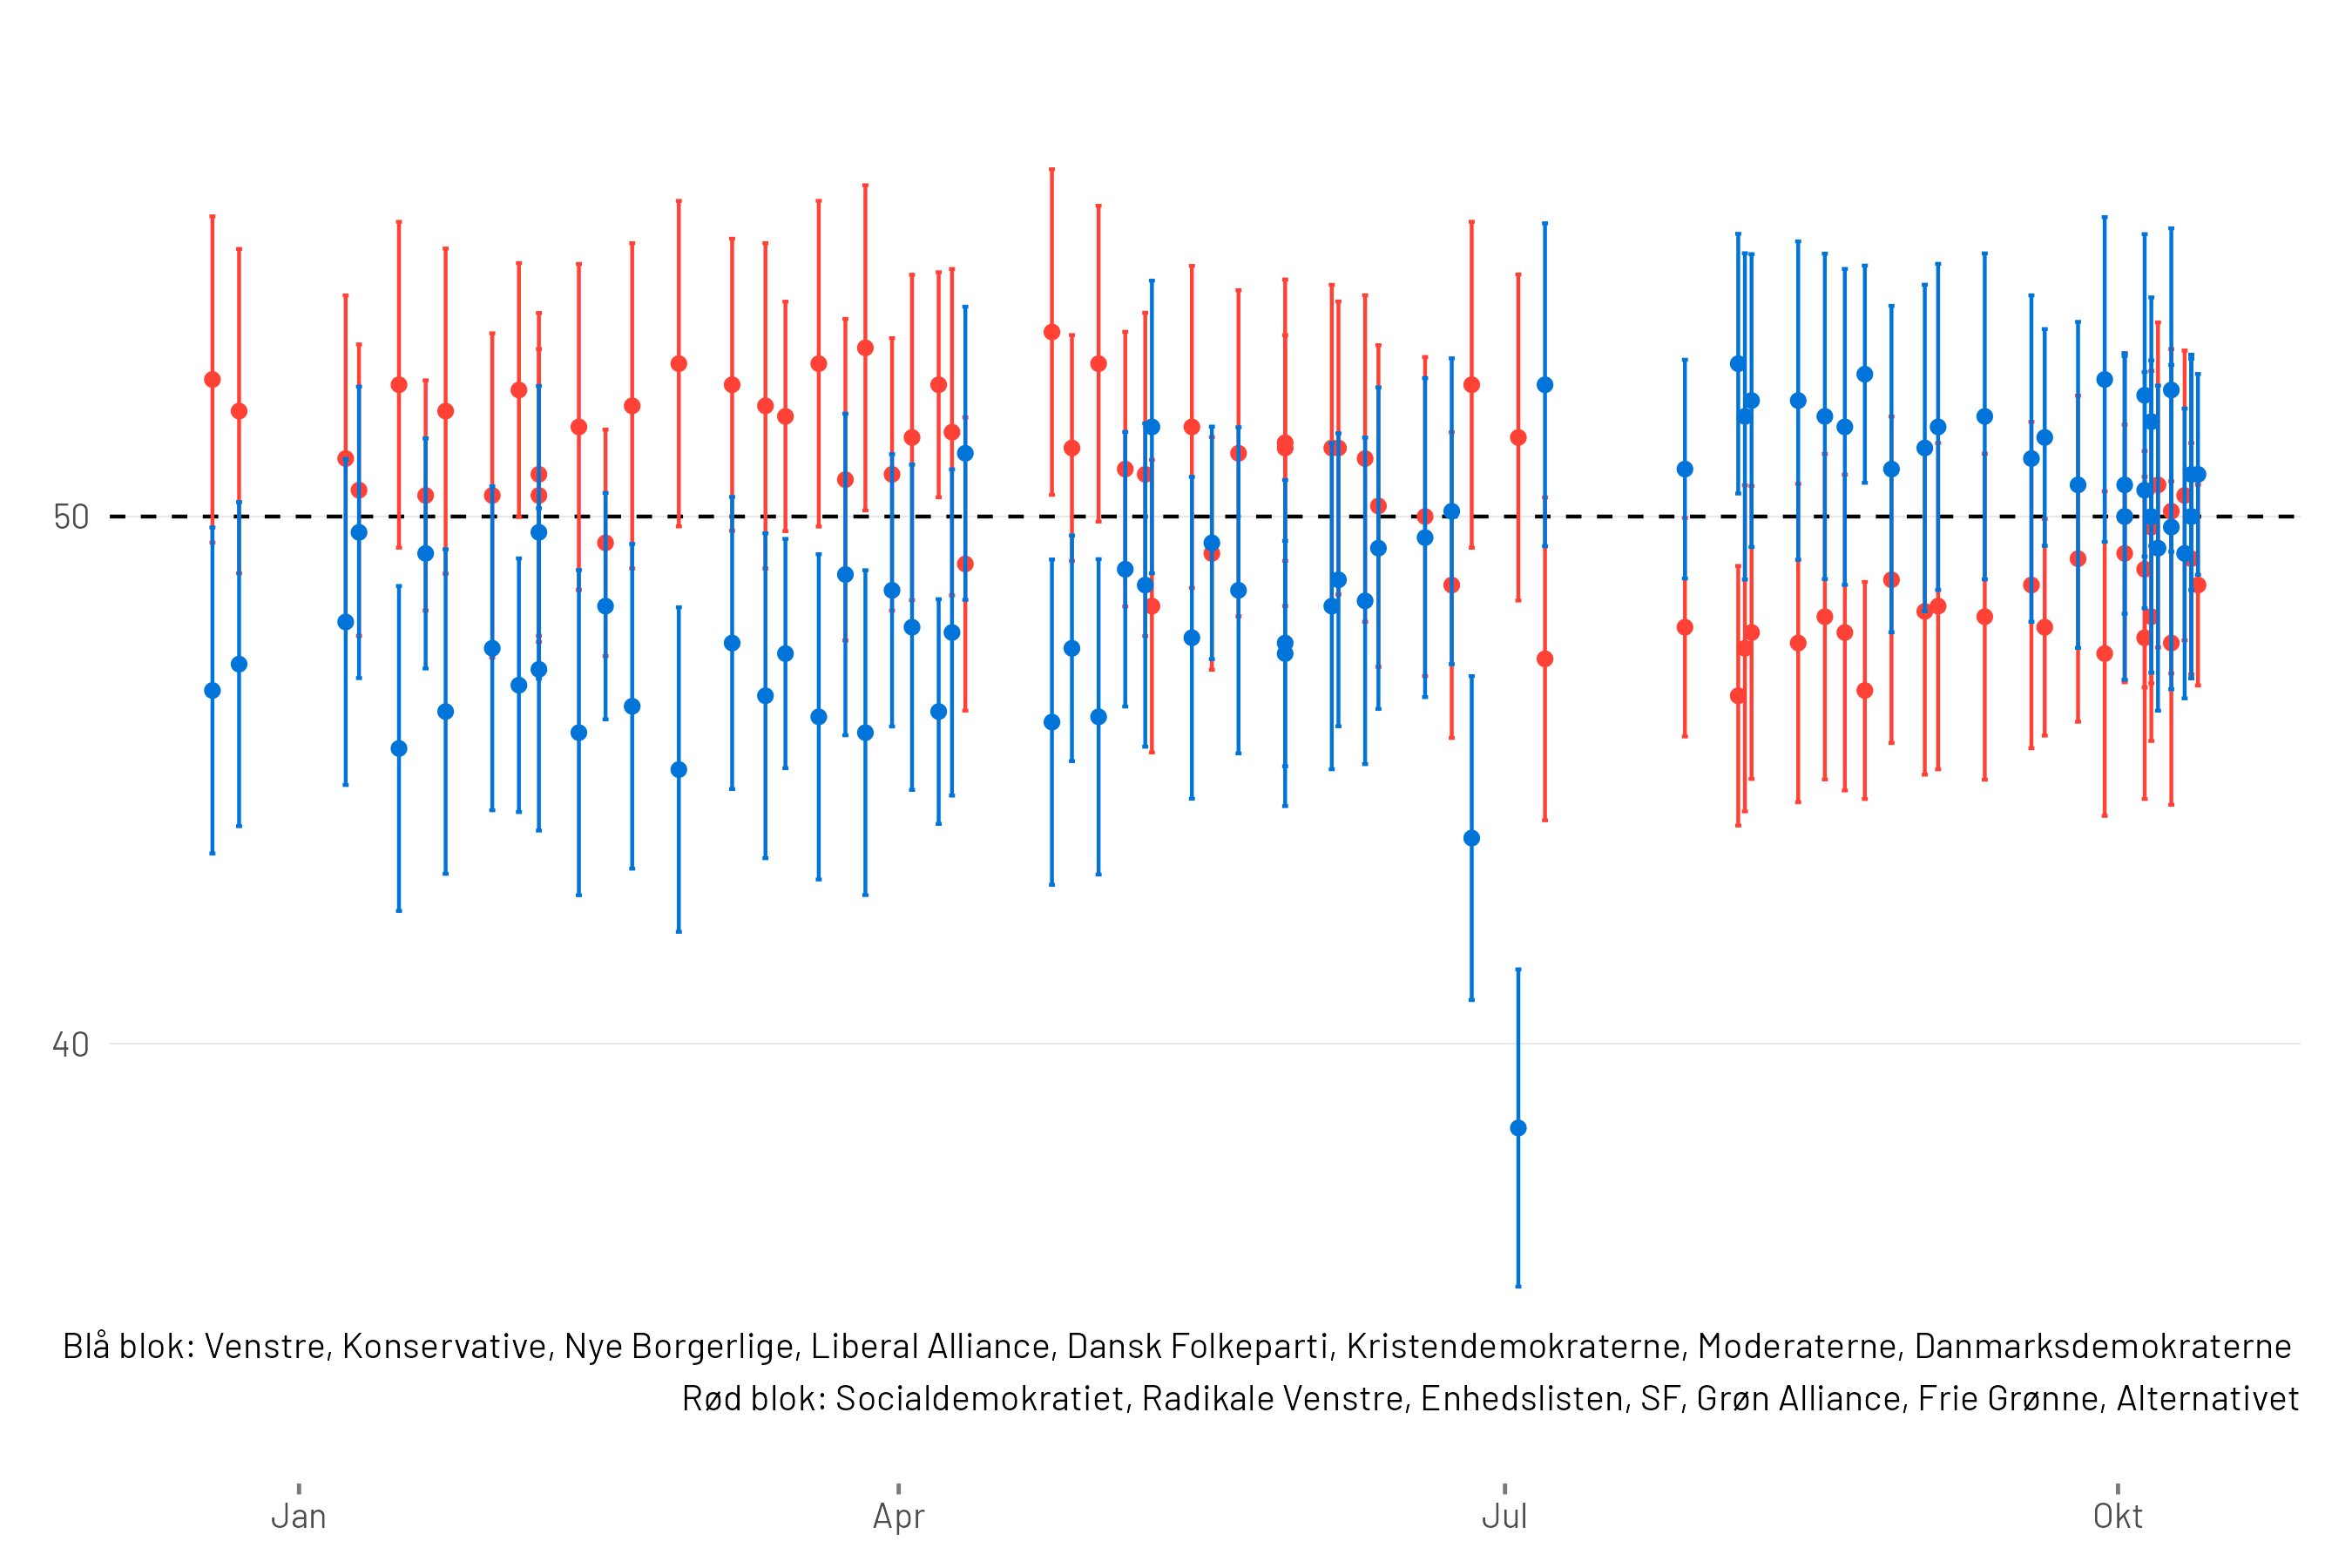 50
40
Blå blok: Venstre, Konservative, Nye Borgerlige, Liberal Alliance, Dansk Folkeparti, Kristendemokraterne, Moderaterne, Danmarksdemokraterne
Rød blok: Socialdemokratiet, Radikale Venstre, Enhedslisten, SF, Grøn Alliance, Frie Grønne, Alternativet
Jan Apr Jul Okt